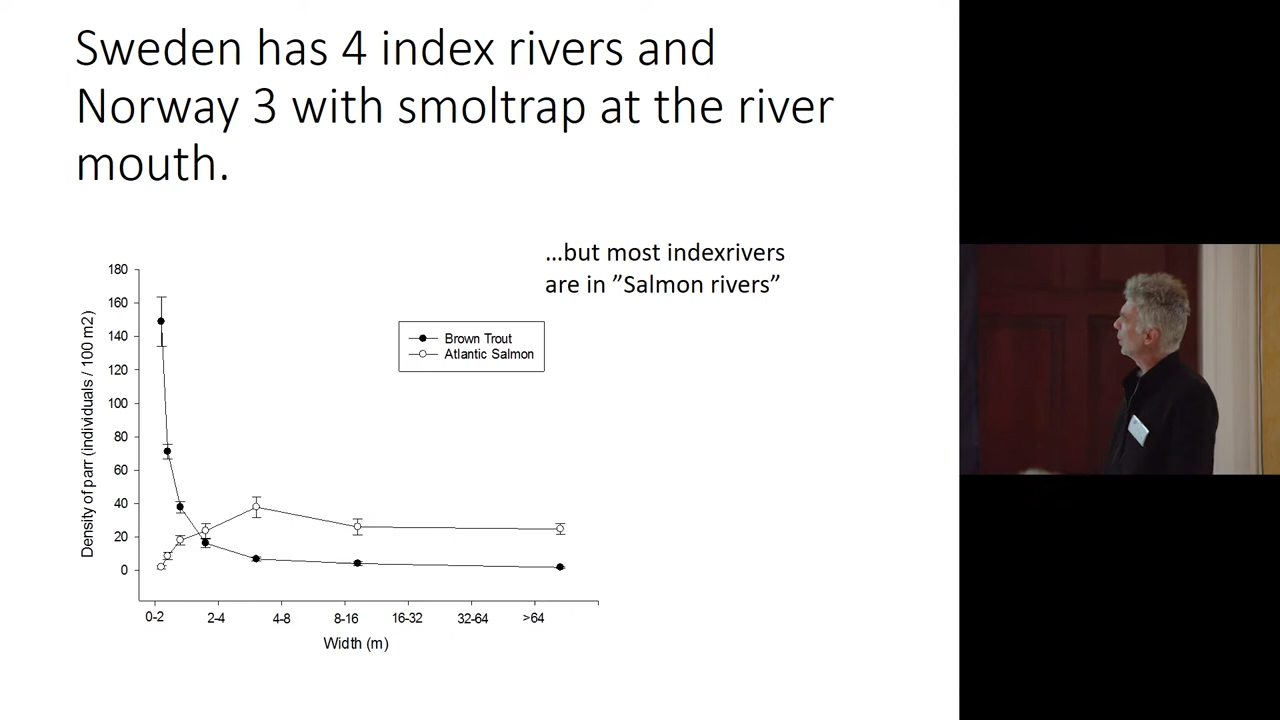 Sweden has 4 index rivers and
Norway 3 with smoltrap at the river
mouth.
…but most indexrivers
are in ”Salmon rivers”
180
160
140
120
100
80
60
40
20
0
Density of parr (individuals / 100 m2)
Brown Trout
Atlantic Salmon
0-2 2-4 4-8 8-16 16-32 32-64 >64
Width (m)